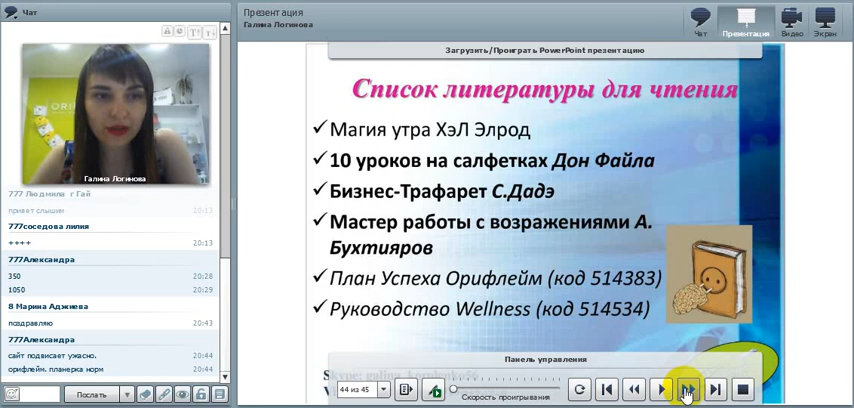 Чат
Галина Логинова
777 Людмила г Гай
привет слышим 20:13
777соседова лилия
++++ 20:13
777Александра
350 20:28
1050 20:29
8 Марина Аджиева
поздравляю 20:43
777Александра
сайт подвисает ужасно. 20:44
орифлейм. планерка норм 20:44
Послать
Презентация
Галина Логинова
Чат
Презентация
Видео
Экран
Загрузить/Проиграть PowerPoint презентацию
Список литературы для чтения
Магия утра ХэЛ Элрод
10 уроков на салфетках Дон Файла
Бизнес-Трафарет С.Дадэ
Мастер работы с возражениями А.
Бухтияров
План Успеха Орифлейм (код 514383)
Руководство Wellness (код 514534)
Панель управления
44 из 45
Скорость проигрывания